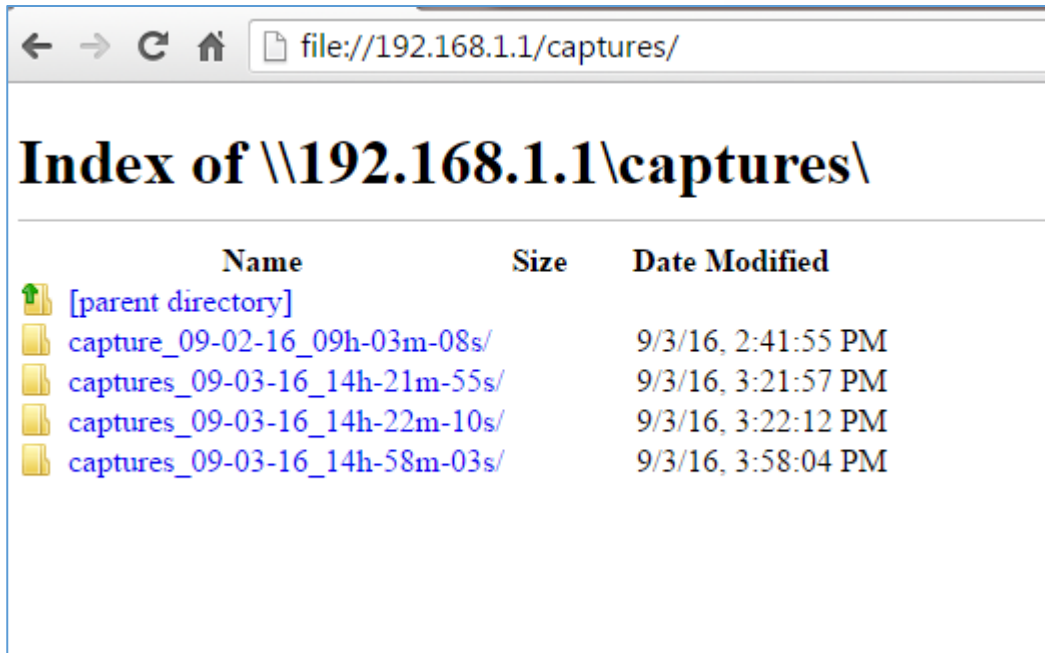 file://192.168.1.1/captures/
Index of \\192.168.1.1\captures\
Name Size Date Modified
[parent directory]
capture_09-02-16_09h-03m-08s/ 9/3/16, 2:41:55 PM
captures_09-03-16_14h-21m-55s/ 9/3/16, 3:21:57 PM
captures_09-03-16_14h-22m-10s/ 9/3/16, 3:22:12 PM
captures_09-03-16_14h-58m-03s/ 9/3/16, 3:58:04 PM